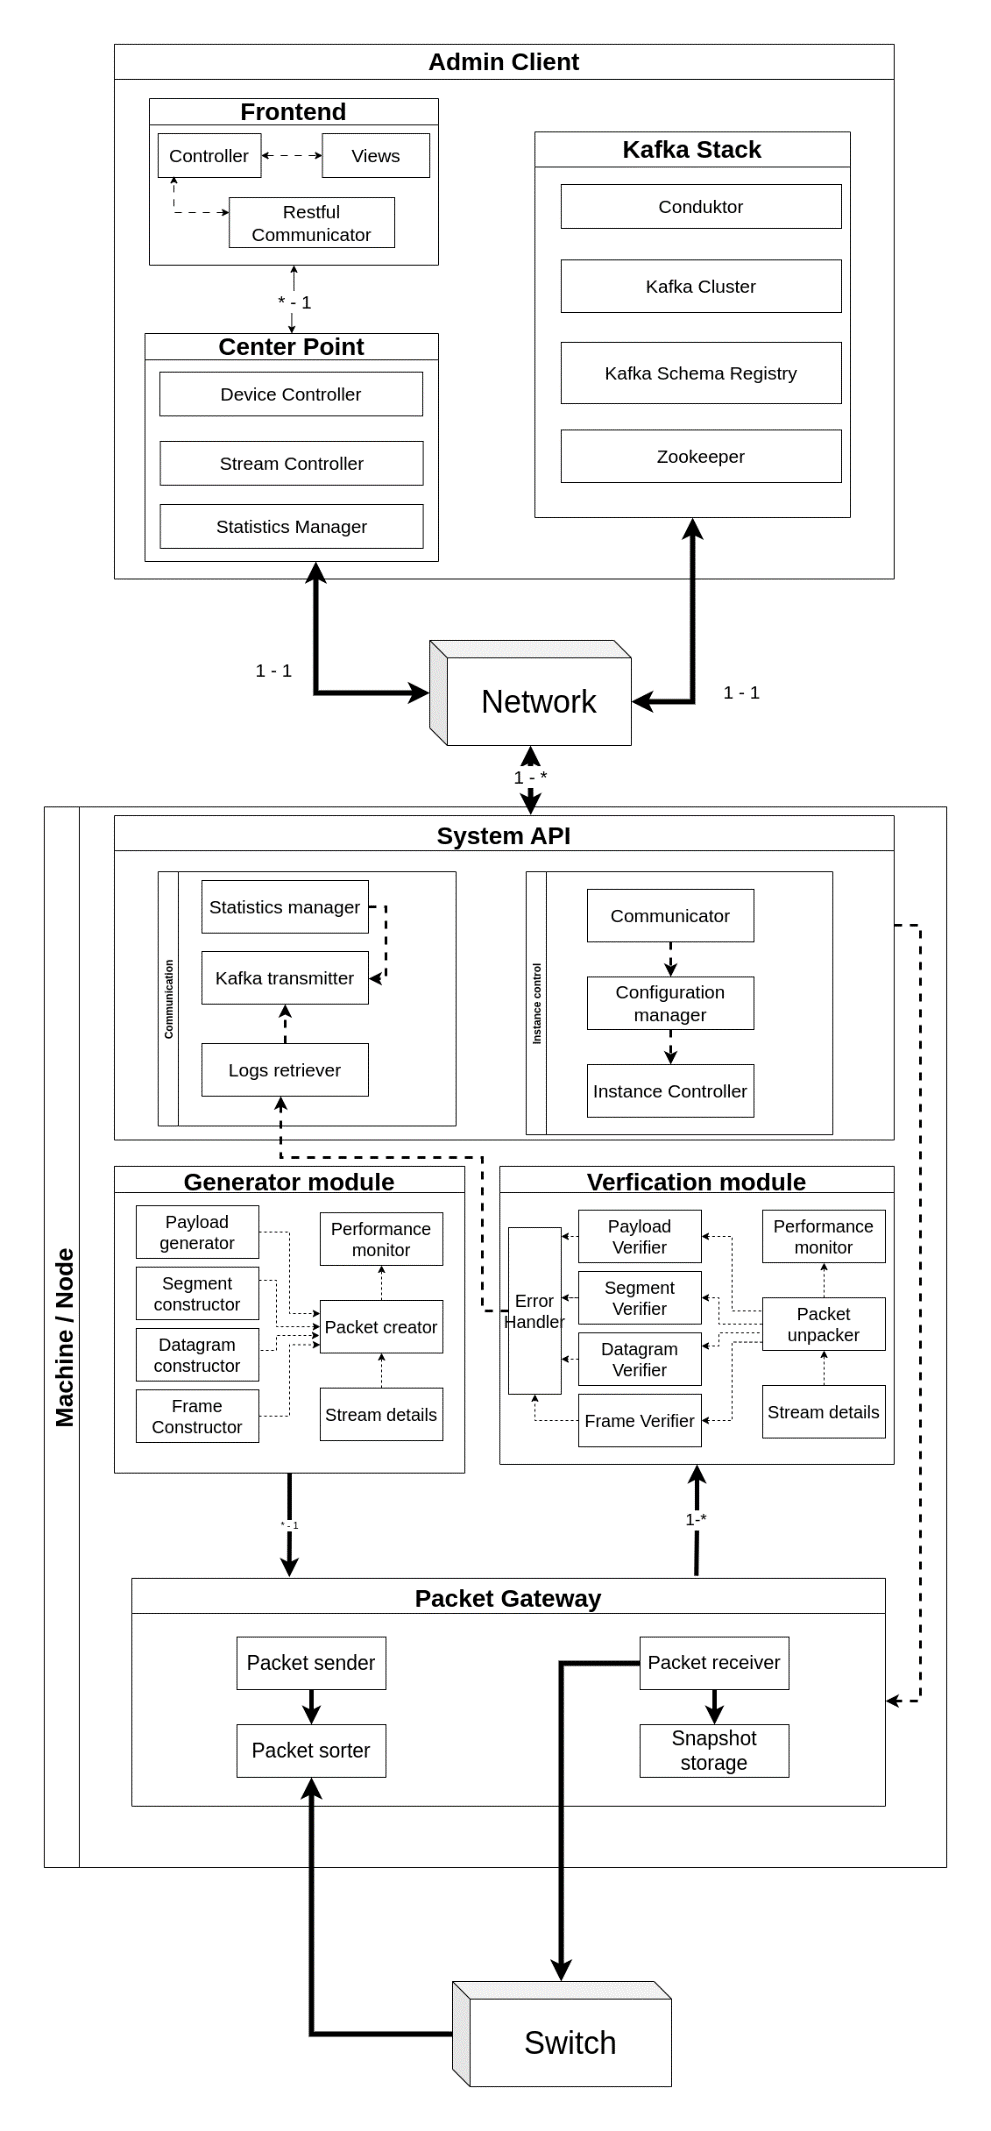 Admin Client
Frontend
Controller
Views
Restful
Communicator
* - 1
Center Point
Device Controller
Stream Controller
Statistics Manager
Kafka Stack
Conduktor
Kafka Cluster
Kafka Schema Registry
Zookeeper
1 - 1
Network
1 - 1
1 - *
Machine / Node
System API
Communication
Statistics manager
Kafka transmitter
Logs retriever
Instance control
Communicator
Configuration
manager
Instance Controller
Generator module
Payload
generator
Segment
constructor
Datagram
constructor
Frame
Constructor
Performance
monitor
Packet creator
Stream details
Verfication module
Error
Handler
Payload
Verifier
Segment
Verifier
Datagram
Verifier
Frame Verifier
Performance
monitor
Packet
unpacker
Stream details
* - 1
1-*
Packet Gateway
Packet sender
Packet sorter
Packet receiver
Snapshot
storage
Switch